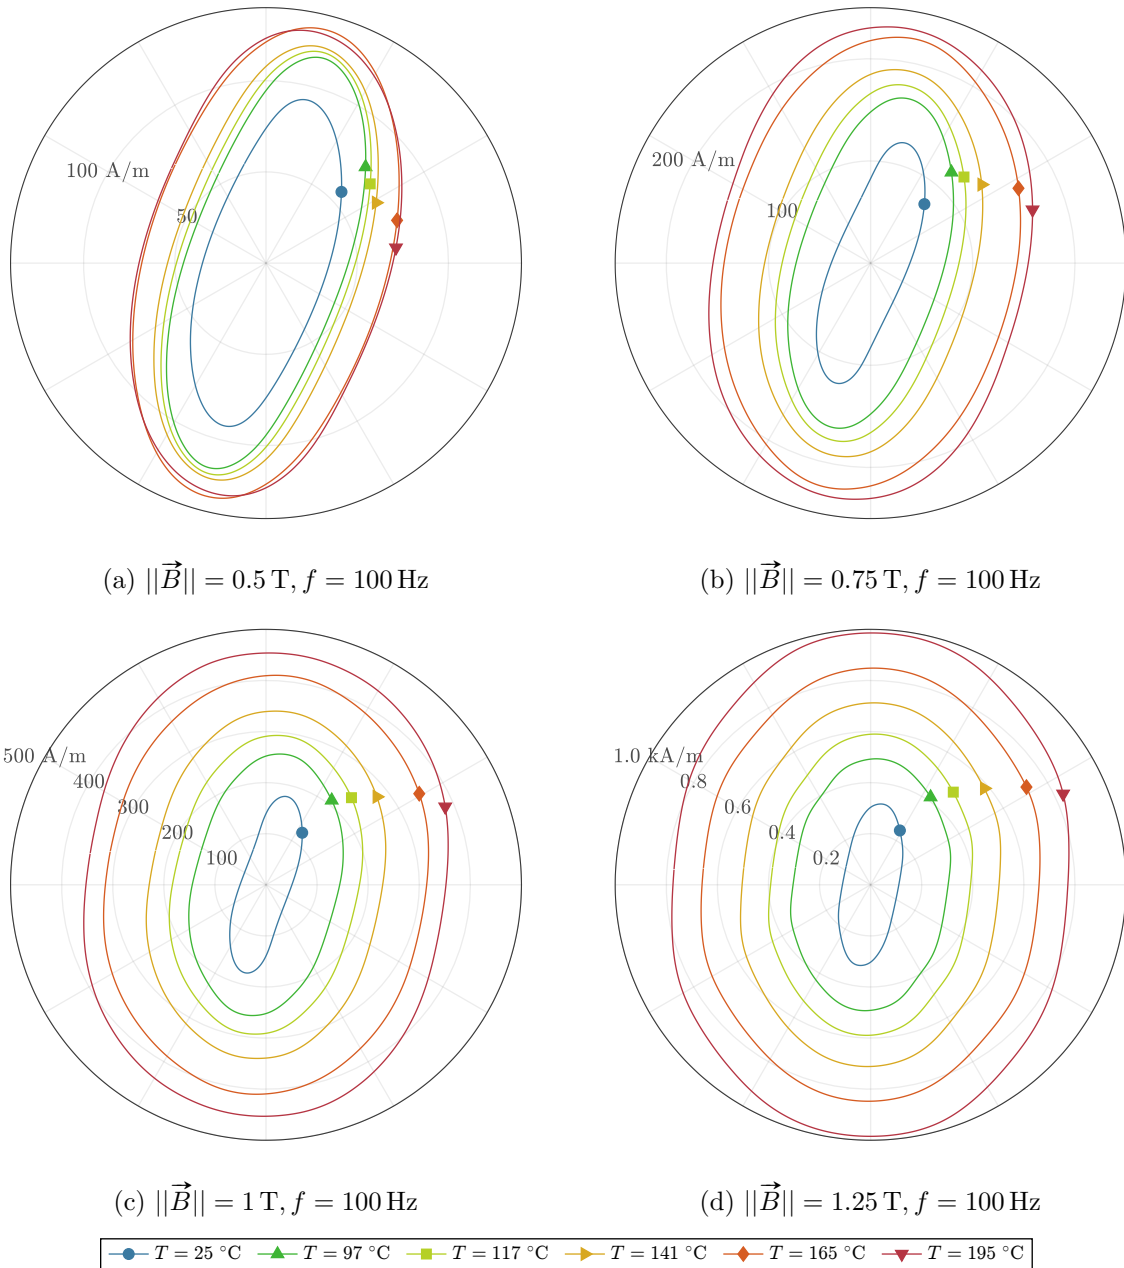 100 A/m
50
200 A/m
100
(a) ||B⃗|| = 0.5 T, f = 100 Hz
(b) ||B⃗|| = 0.75 T, f = 100 Hz
500 A/m
400
300
200
100
1.0 kA/m
0.8
0.6
0.4
0.2
(c) ||B⃗|| = 1 T, f = 100 Hz
(d) ||B⃗|| = 1.25 T, f = 100 Hz
T = 25 °C T = 97 °C T = 117 °C T = 141 °C T = 165 °C T = 195 °C